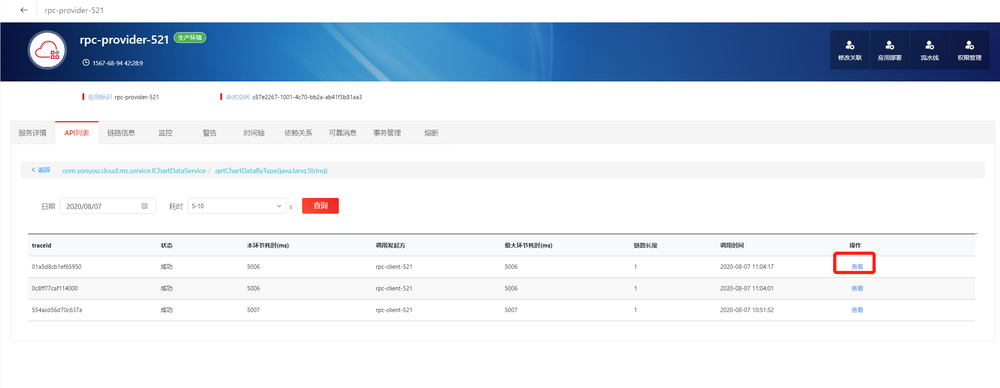 rpc-provider-521
rpc-provider-521 生产环境
1567-68-94 42:28:9
修改关联 应用部署 流水线 权限管理
应用标识 rpc-provider-521 命名空间 c87e2267-1001-4c70-bb2a-ab41f3b81aa3
服务详情 API列表 链路信息 监控 警告 时间轴 依赖关系 可靠消息 事务管理 熔断
返回 com.yonyou.cloud.ms.service.IChartDataService / getChartDataByType(java.lang.String)
日期 2020/08/07 耗时 5-10 s 查询
traceId 状态 本环节耗时(ms) 调用发起方 最大环节耗时(ms) 链路长度 调用时间 操作
01a5d8cb1ef65950 成功 5006 rpc-client-521 5006 1 2020-08-07 11:04:17 查看
0c8ff77caf114000 成功 5006 rpc-client-521 5006 1 2020-08-07 11:04:01 查看
554acd56d70c637a 成功 5007 rpc-client-521 5007 1 2020-08-07 10:51:52 查看